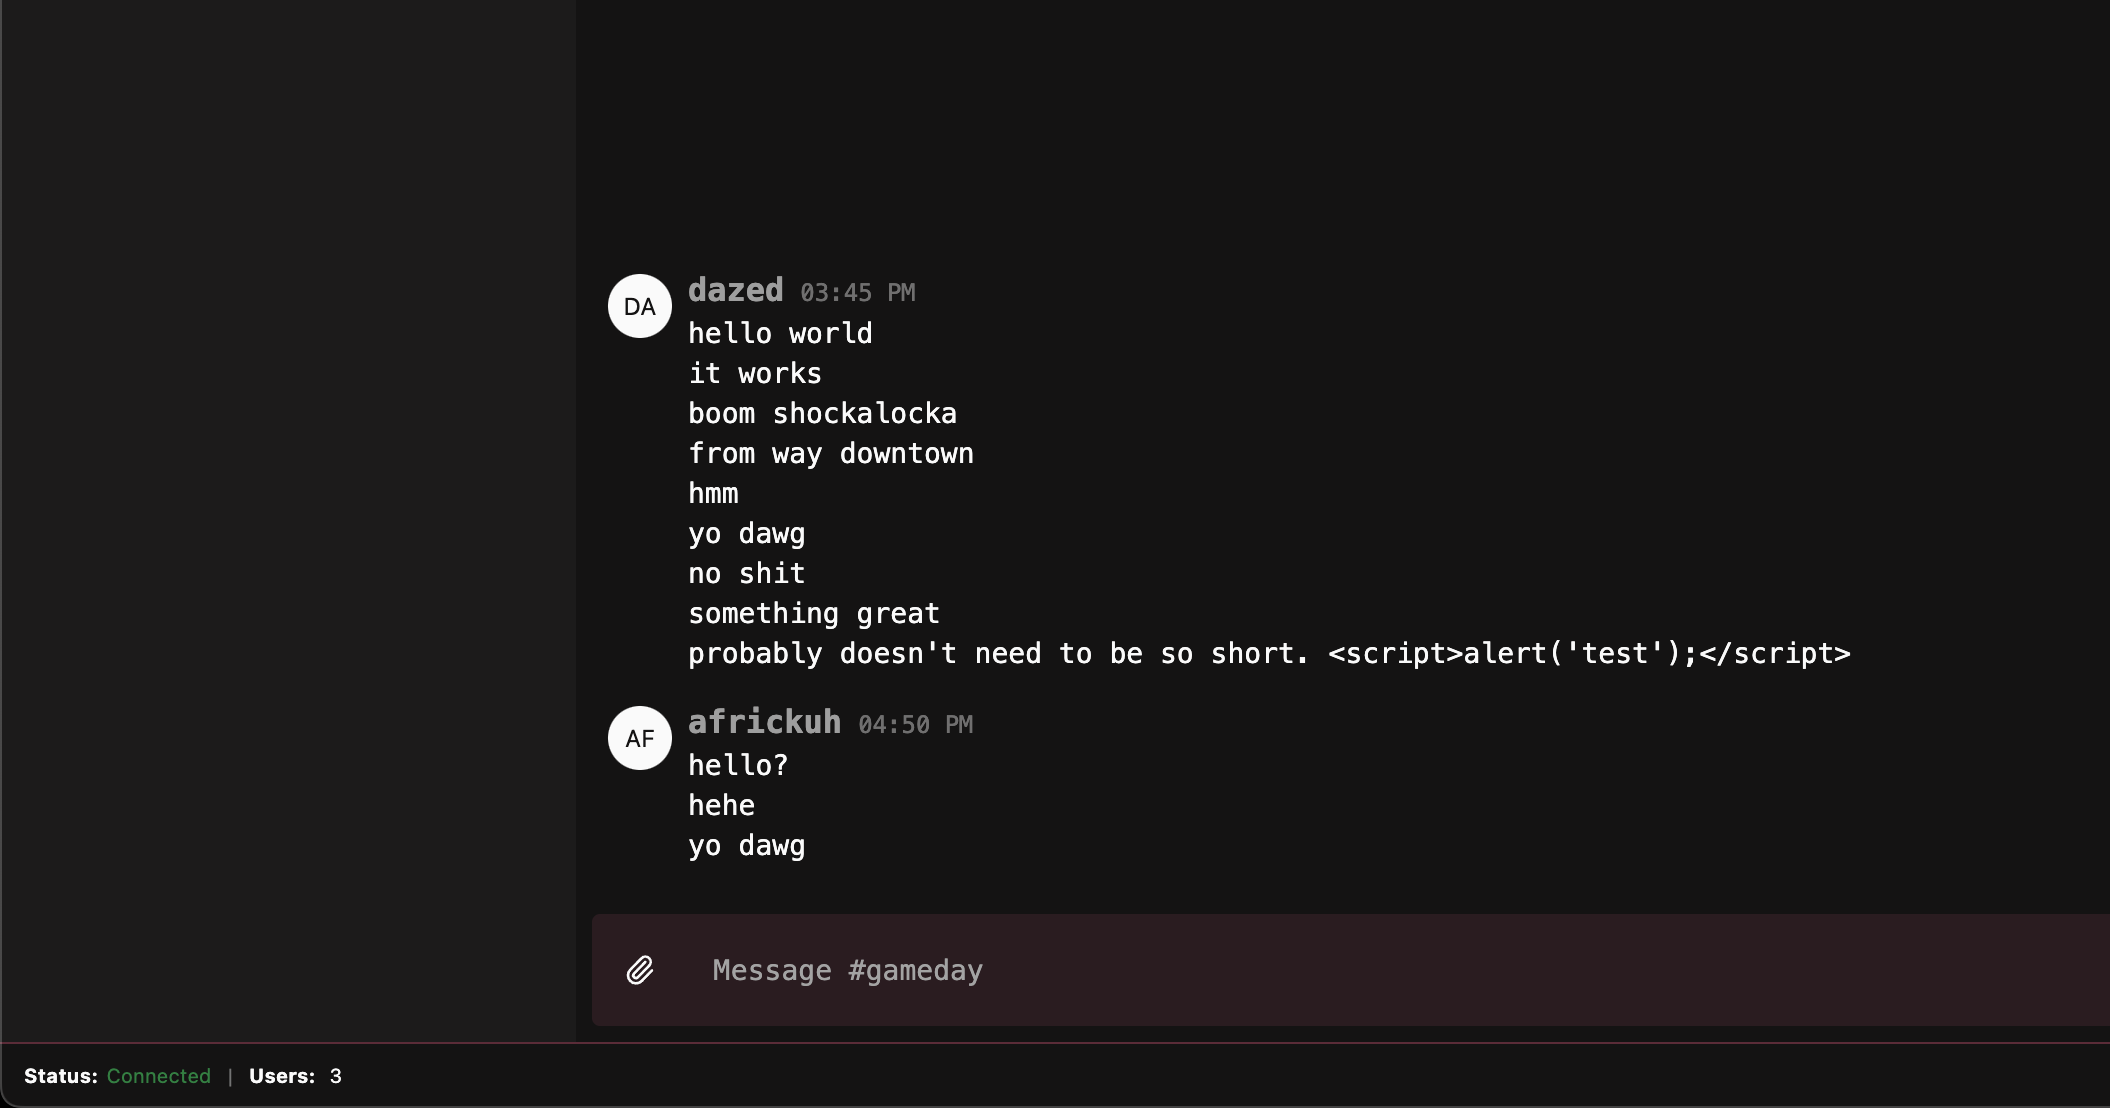 DA
dazed 03:45 PM
hello world
it works
boom shockalocka
from way downtown
hmm
yo dawg
no shit
something great
probably doesn't need to be so short. <script>alert('test');</script>
AF
africkuh 04:50 PM
hello?
hehe
yo dawg
Message #gameday
Status: Connected | Users: 3